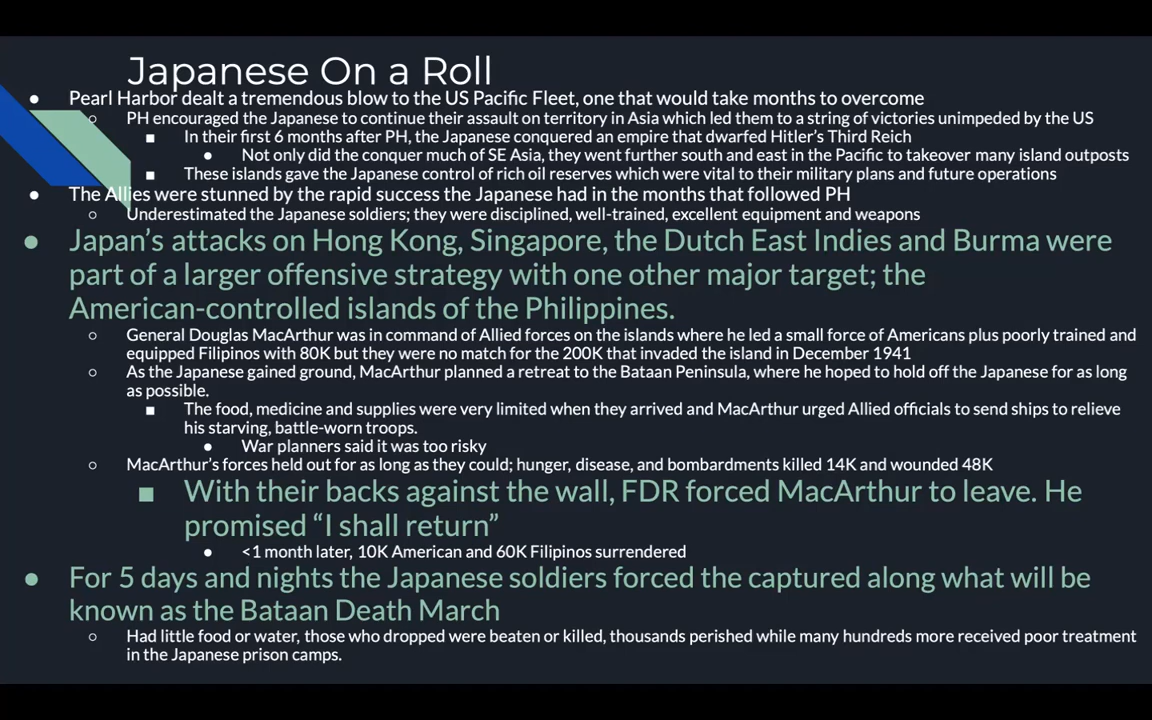 Japanese On a Roll
● Pearl Harbor dealt a tremendous blow to the US Pacific Fleet, one that would take months to overcome
○ PH encouraged the Japanese to continue their assault on territory in Asia which led them to a string of victories unimpeded by the US
■ In their first 6 months after PH, the Japanese conquered an empire that dwarfed Hitler's Third Reich
● Not only did the conquer much of SE Asia, they went further south and east in the Pacific to takeover many island outposts
■ These islands gave the Japanese control of rich oil reserves which were vital to their military plans and future operations
● The Allies were stunned by the rapid success the Japanese had in the months that followed PH
○ Underestimated the Japanese soldiers; they were disciplined, well-trained, excellent equipment and weapons
● Japan's attacks on Hong Kong, Singapore, the Dutch East Indies and Burma were
part of a larger offensive strategy with one other major target; the
American-controlled islands of the Philippines.
○ General Douglas MacArthur was in command of Allied forces on the islands where he led a small force of Americans plus poorly trained and
equipped Filipinos with 80K but they were no match for the 200K that invaded the island in December 1941
○ As the Japanese gained ground, MacArthur planned a retreat to the Bataan Peninsula, where he hoped to hold off the Japanese for as long
as possible.
■ The food, medicine and supplies were very limited when they arrived and MacArthur urged Allied officials to send ships to relieve
his starving, battle-worn troops.
● War planners said it was too risky
○ MacArthur's forces held out for as long as they could; hunger, disease, and bombardments killed 14K and wounded 48K
■ With their backs against the wall, FDR forced MacArthur to leave. He
promised “I shall return”
● <1 month later, 10K American and 60K Filipinos surrendered
● For 5 days and nights the Japanese soldiers forced the captured along what will be
known as the Bataan Death March
○ Had little food or water, those who dropped were beaten or killed, thousands perished while many hundreds more received poor treatment
in the Japanese prison camps.